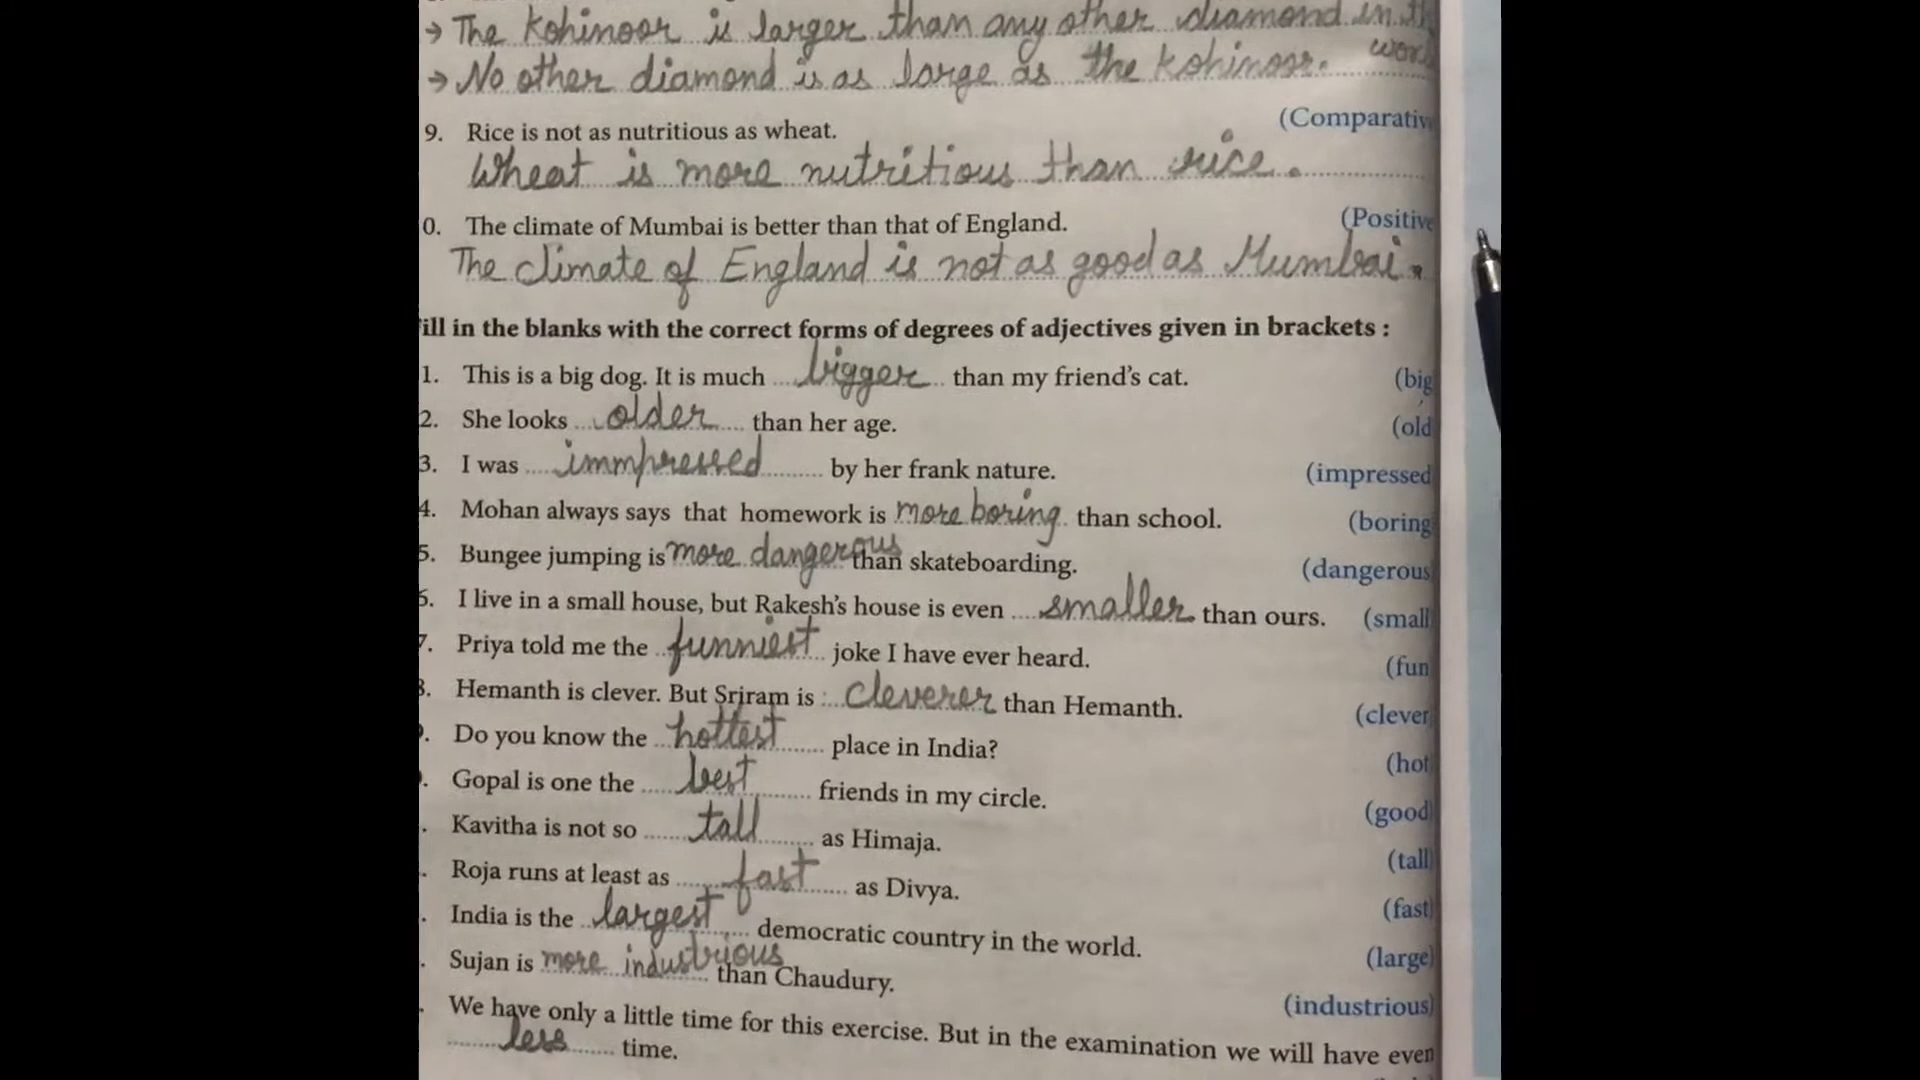 → The Kohinoor is larger than any other diamond in th
worl
→ No other diamond is as large as the Kohinoor.
9. Rice is not as nutritious as wheat. (Comparativ
Wheat is more nutritious than rice.
0. The climate of Mumbai is better than that of England. (Positive
The climate of England is not as good as Mumbai.
ill in the blanks with the correct forms of degrees of adjectives given in brackets :
1. This is a big dog. It is much bigger than my friend's cat. (big
2. She looks older than her age. (old
3. I was immpressed by her frank nature. (impressed
4. Mohan always says that homework is more boring than school. (boring
5. Bungee jumping is more dangerous than skateboarding. (dangerous
6. I live in a small house, but Rakesh's house is even smaller than ours. (small
7. Priya told me the funniest joke I have ever heard. (fun
8. Hemanth is clever. But Sriram is cleverer than Hemanth. (clever
. Do you know the hottest place in India? (hot
. Gopal is one the best friends in my circle. (good)
. Kavitha is not so tall as Himaja. (tall)
. Roja runs at least as fast as Divya. (fast)
. India is the largest democratic country in the world. (large)
. Sujan is more industrious than Chaudury. (industrious)
. We have only a little time for this exercise. But in the examination we will have even
less time.